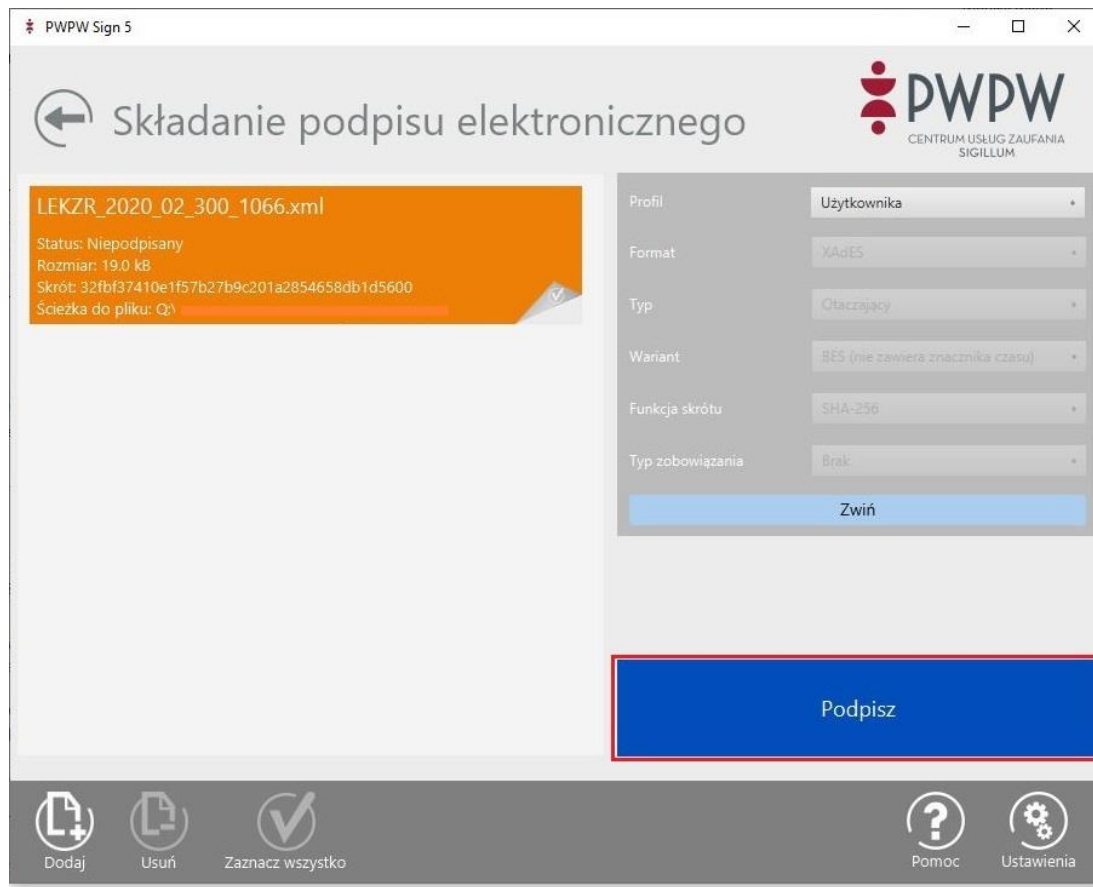 PWPW Sign 5
Składanie podpisu elektronicznego
PWPW
CENTRUM USŁUG ZAUFANIA
SIGILLUM
LEKZR_2020_02_300_1066.xml
Status: Niepodpisany
Rozmiar: 19.0 kB
Skrót: 32fbf37410e1f57b27b9c201a2854658db1d5600
Ścieżka do pliku: Q:\
Profil
Użytkownika
Format
XAdES
Typ
Otaczający
Wariant
BES (nie zawiera znacznika czasu)
Funkcja skrótu
SHA-256
Typ zobowiązania
Brak
Zwiń
Podpisz
Dodaj
Usuń
Zaznacz wszystko
Pomoc
Ustawienia